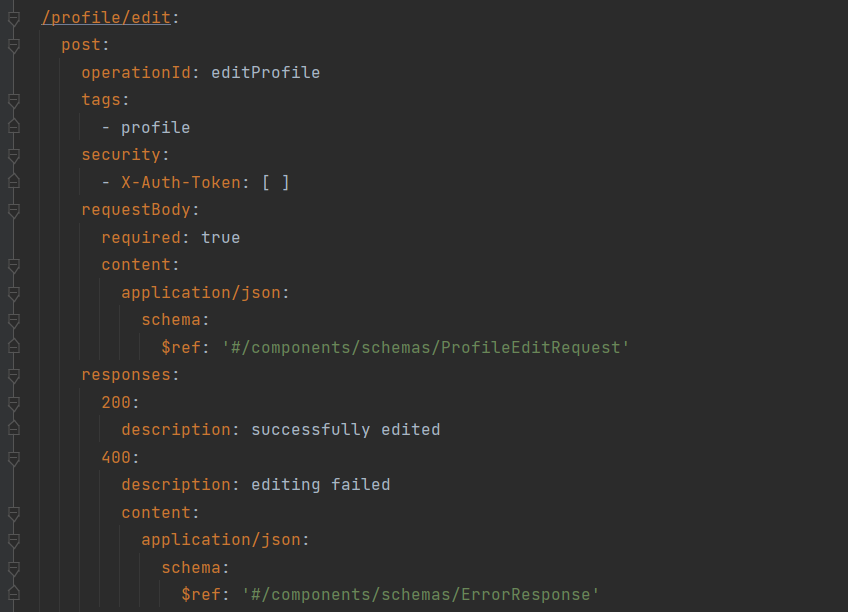 /profile/edit:
post:
operationId: editProfile
tags:
- profile
security:
- X-Auth-Token: [ ]
requestBody:
required: true
content:
application/json:
schema:
$ref: '#/components/schemas/ProfileEditRequest'
responses:
200:
description: successfully edited
400:
description: editing failed
content:
application/json:
schema:
$ref: '#/components/schemas/ErrorResponse'